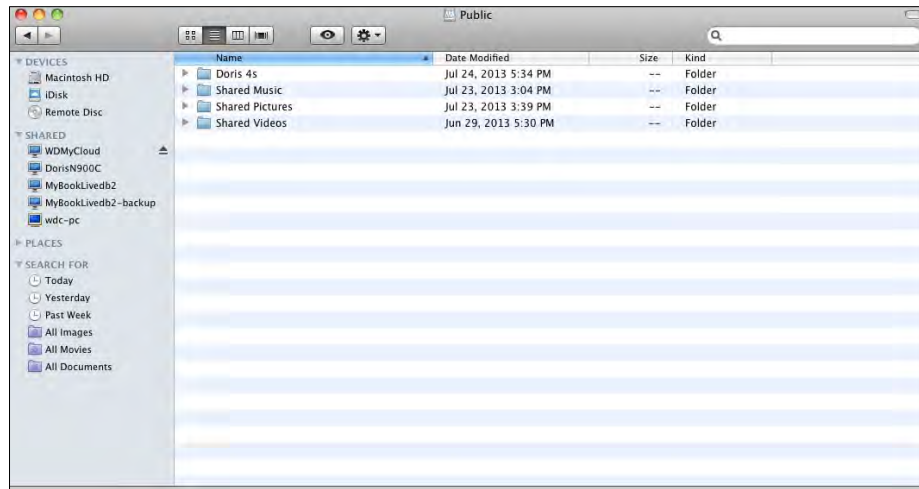 Public
DEVICES
Macintosh HD
iDisk
Remote Disc
SHARED
WDMyCloud
DorisN900C
MyBookLivedb2
MyBookLivedb2-backup
wdc-pc
PLACES
SEARCH FOR
Today
Yesterday
Past Week
All Images
All Movies
All Documents
Name Date Modified Size Kind
Doris 4s Jul 24, 2013 5:34 PM -- Folder
Shared Music Jul 23, 2013 3:04 PM -- Folder
Shared Pictures Jul 23, 2013 3:39 PM -- Folder
Shared Videos Jun 29, 2013 5:30 PM -- Folder